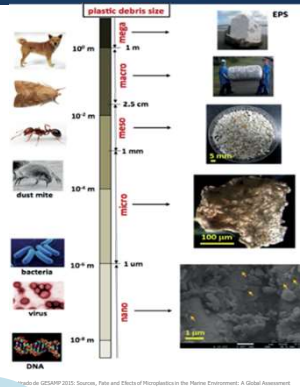 plastic debris size
EPS
mega
10⁰ m
1 m
macro
10⁻² m
2.5 cm
meso
1 mm
5 mm
dust mite
10⁻⁴ m
micro
100 µm
10⁻⁶ m
1 um
bacteria
virus
nano
1 µm
10⁻⁸ m
DNA
de GESAMP 2015: Sources, Fate and Effects of Microplastics in the Marine Environment: A Global Assessment